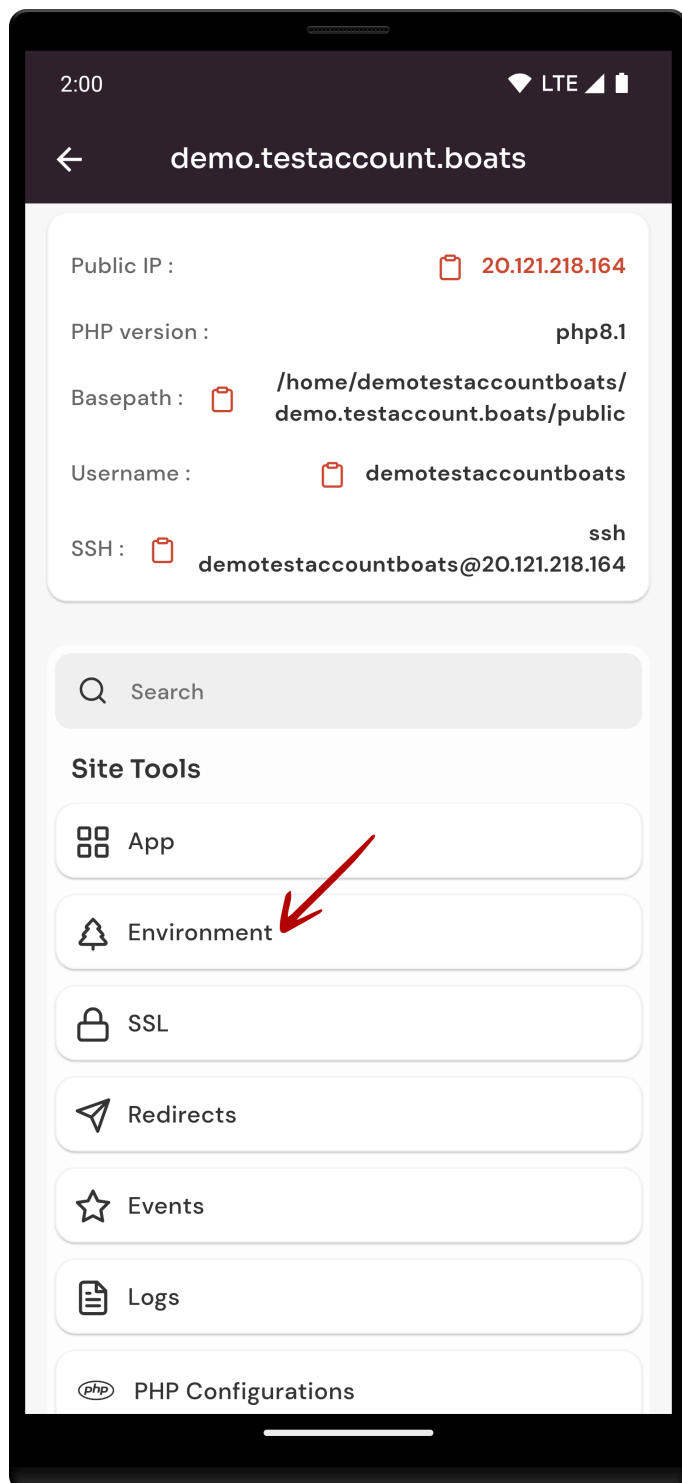 2:00 LTE
demo.testaccount.boats
Public IP : 20.121.218.164
PHP version : php8.1
Basepath : /home/demotestaccountboats/
demo.testaccount.boats/public
Username : demotestaccountboats
SSH : ssh
demotestaccountboats@20.121.218.164
Search
Site Tools
App
Environment
SSL
Redirects
Events
Logs
php PHP Configurations